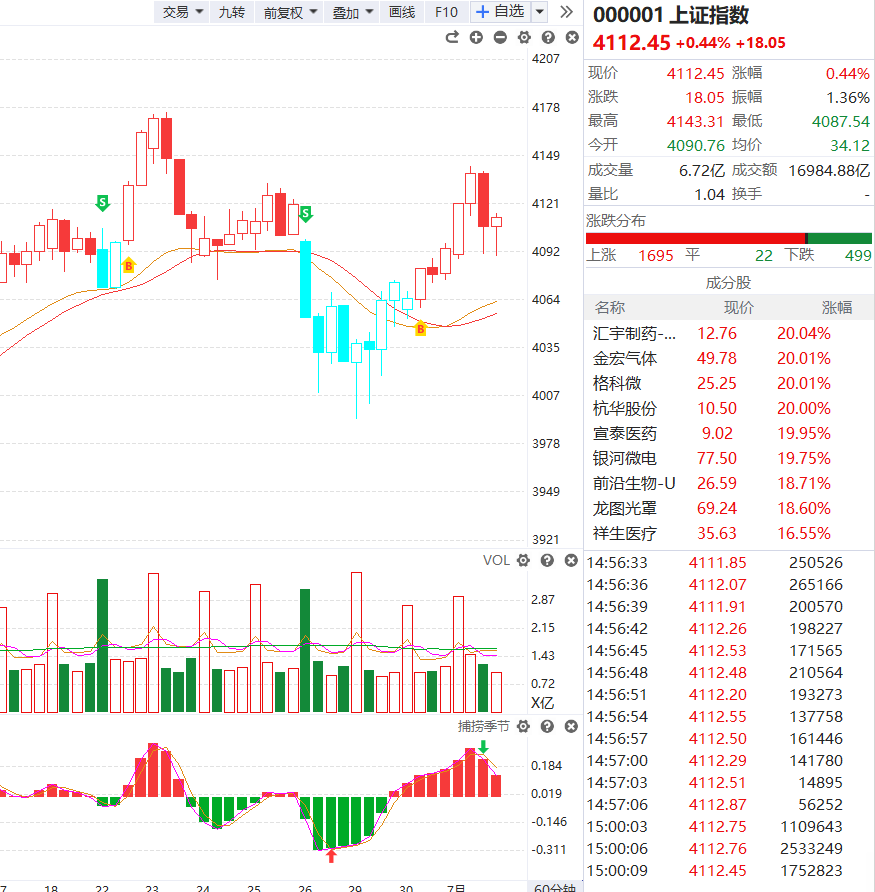 交易 九转 前复权 叠加 画线 F10 + 自选
4207
4178
4149
4121
4092
4064
4035
4007
3978
3949
3921
S
B
S
B
VOL
2.87
2.15
1.43
0.72
X亿
捕捞季节
0.184
0.019
-0.146
-0.311
7 18 22 23 24 25 26 29 30 7月 60分钟
000001 上证指数
4112.45 +0.44% +18.05
现价 4112.45 涨幅 0.44%
涨跌 18.05 振幅 1.36%
最高 4143.31 最低 4087.54
今开 4090.76 均价 34.12
成交量 6.72亿 成交额 16984.88亿
量比 1.04 换手 -
涨跌分布
上涨 1695 平 22 下跌 499
成分股
名称 现价 涨幅
汇宇制药-... 12.76 20.04%
金宏气体 49.78 20.01%
格科微 25.25 20.01%
杭华股份 10.50 20.00%
宣泰医药 9.02 19.95%
银河微电 77.50 19.75%
前沿生物-U 26.59 18.71%
龙图光罩 69.24 18.60%
祥生医疗 35.63 16.55%
14:56:33 4111.85 250526
14:56:36 4112.07 265166
14:56:39 4111.91 200570
14:56:42 4112.26 198227
14:56:45 4112.53 171565
14:56:48 4112.48 210564
14:56:51 4112.20 193273
14:56:54 4112.55 137758
14:56:57 4112.50 161446
14:57:00 4112.29 141780
14:57:03 4112.51 14895
14:57:06 4112.87 56252
15:00:03 4112.75 1109643
15:00:06 4112.76 2533249
15:00:09 4112.45 1752823